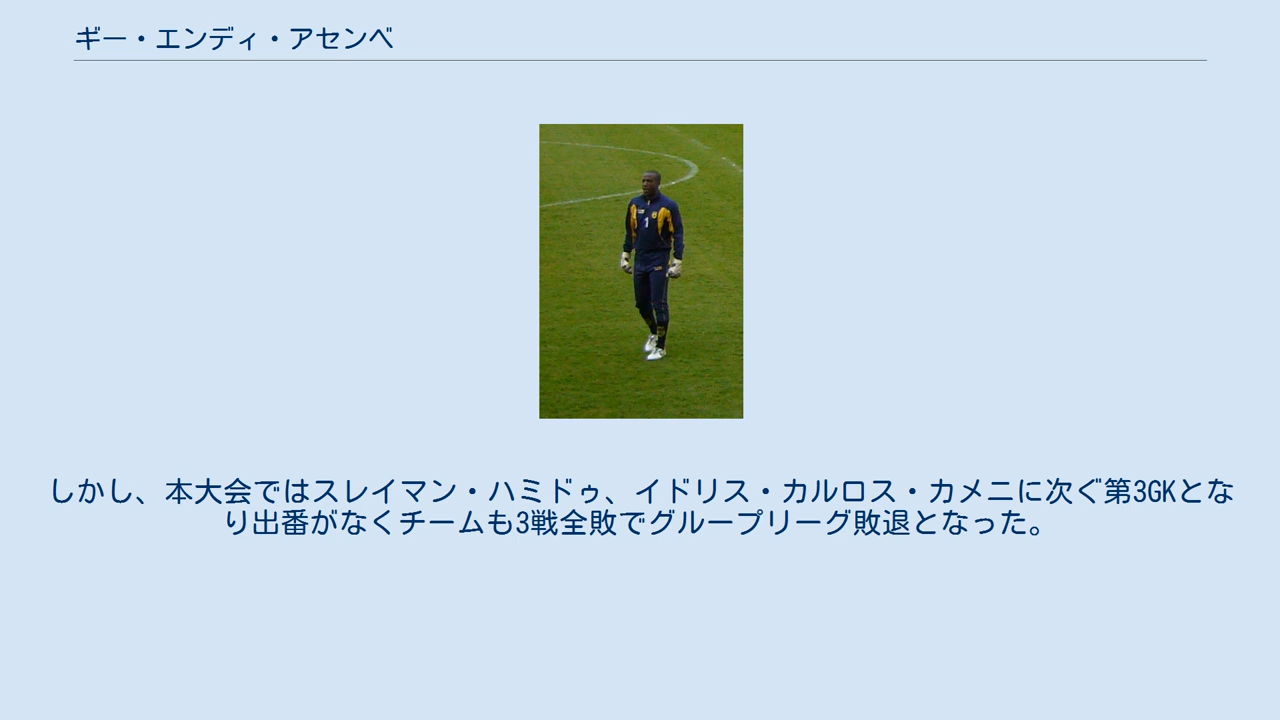 ギー・エンディ・アセンベ
1
しかし、本大会ではスレイマン・ハミドゥ、イドリス・カルロス・カメニに次ぐ第3GKとな
り出番がなくチームも3戦全敗でグループリーグ敗退となった。